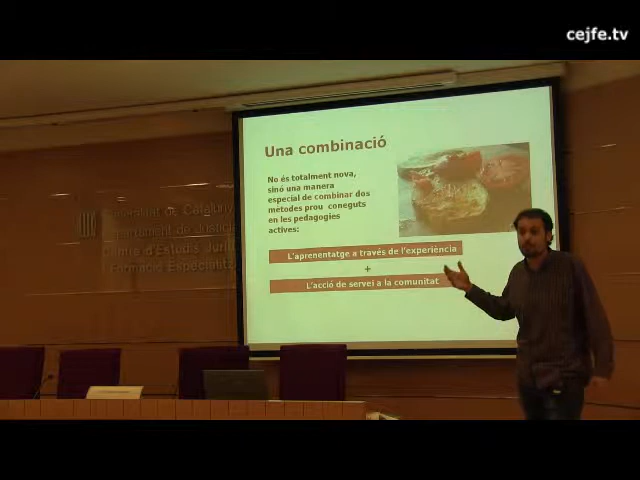 cejfe.tv
Una combinació
No és totalment nova,
sinó una manera
especial de combinar dos
mètodes prou coneguts
en les pedagogies
actives:
L'aprenentatge a través de l'experiència
+
L'acció de servei a la comunitat
Generalitat de Catalunya
Departament de Justícia
Centre d'Estudis Jurí
Formació Especialitz